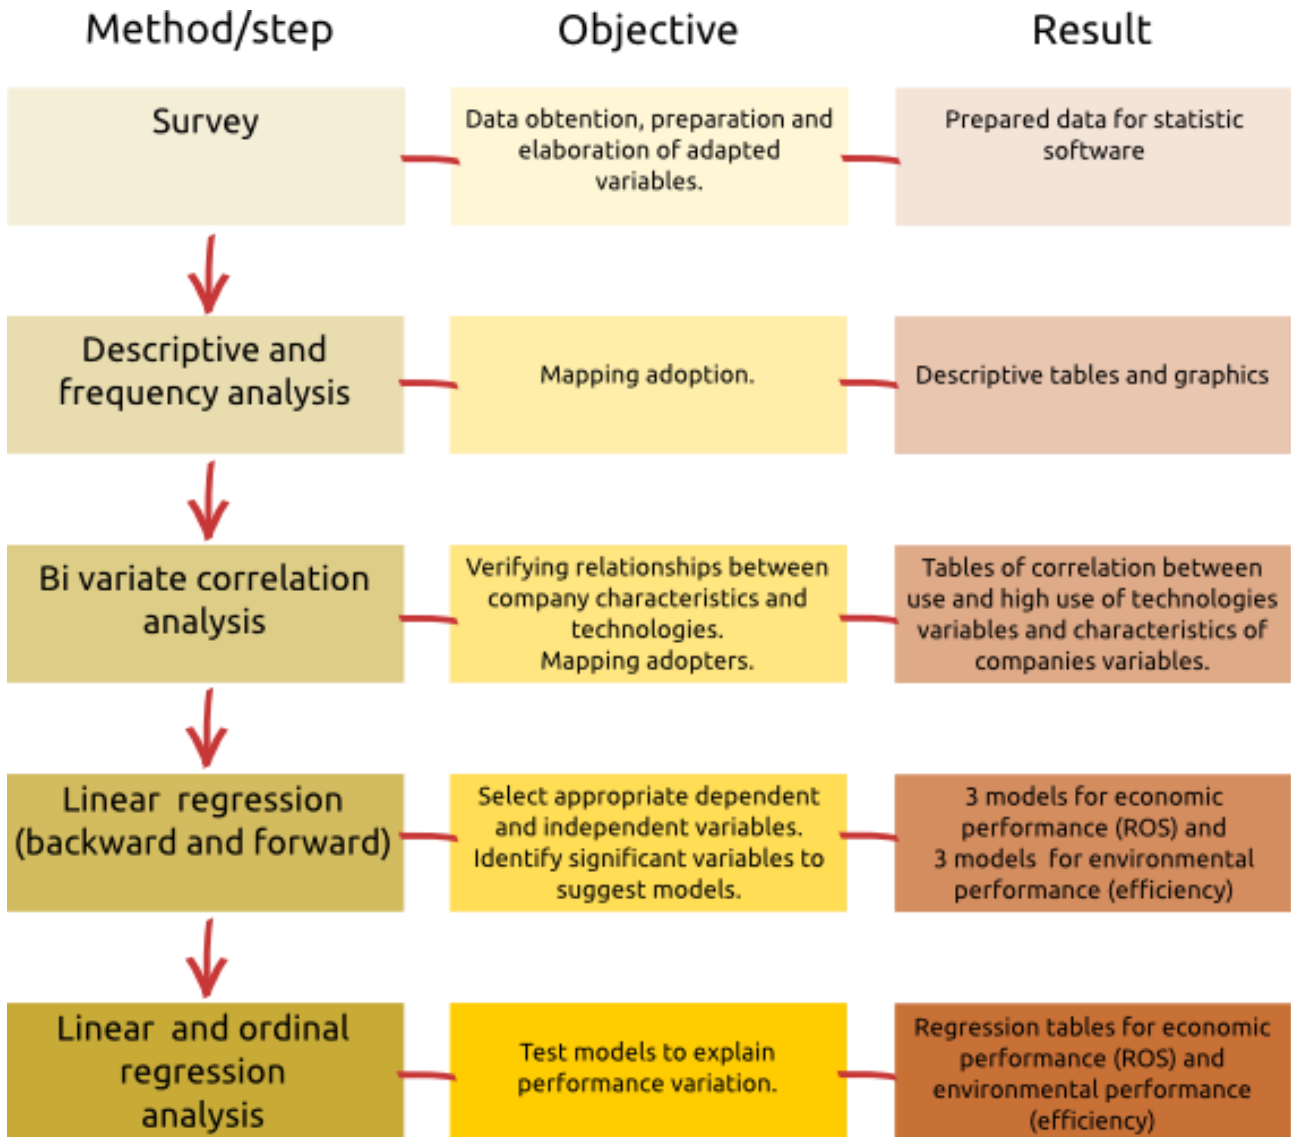 Method/step
Objective
Result
Survey
Data obtention, preparation and
elaboration of adapted
variables.
Prepared data for statistic
software
Descriptive and
frequency analysis
Mapping adoption.
Descriptive tables and graphics
Bi variate correlation
analysis
Verifying relationships between
company characteristics and
technologies.
Mapping adopters.
Tables of correlation between
use and high use of technologies
variables and characteristics of
companies variables.
Linear regression
(backward and forward)
Select appropriate dependent
and independent variables.
Identify significant variables to
suggest models.
3 models for economic
performance (ROS) and
3 models for environmental
performance (efficiency)
Linear and ordinal
regression
analysis
Test models to explain
performance variation.
Regression tables for economic
performance (ROS) and
environmental performance
(efficiency)